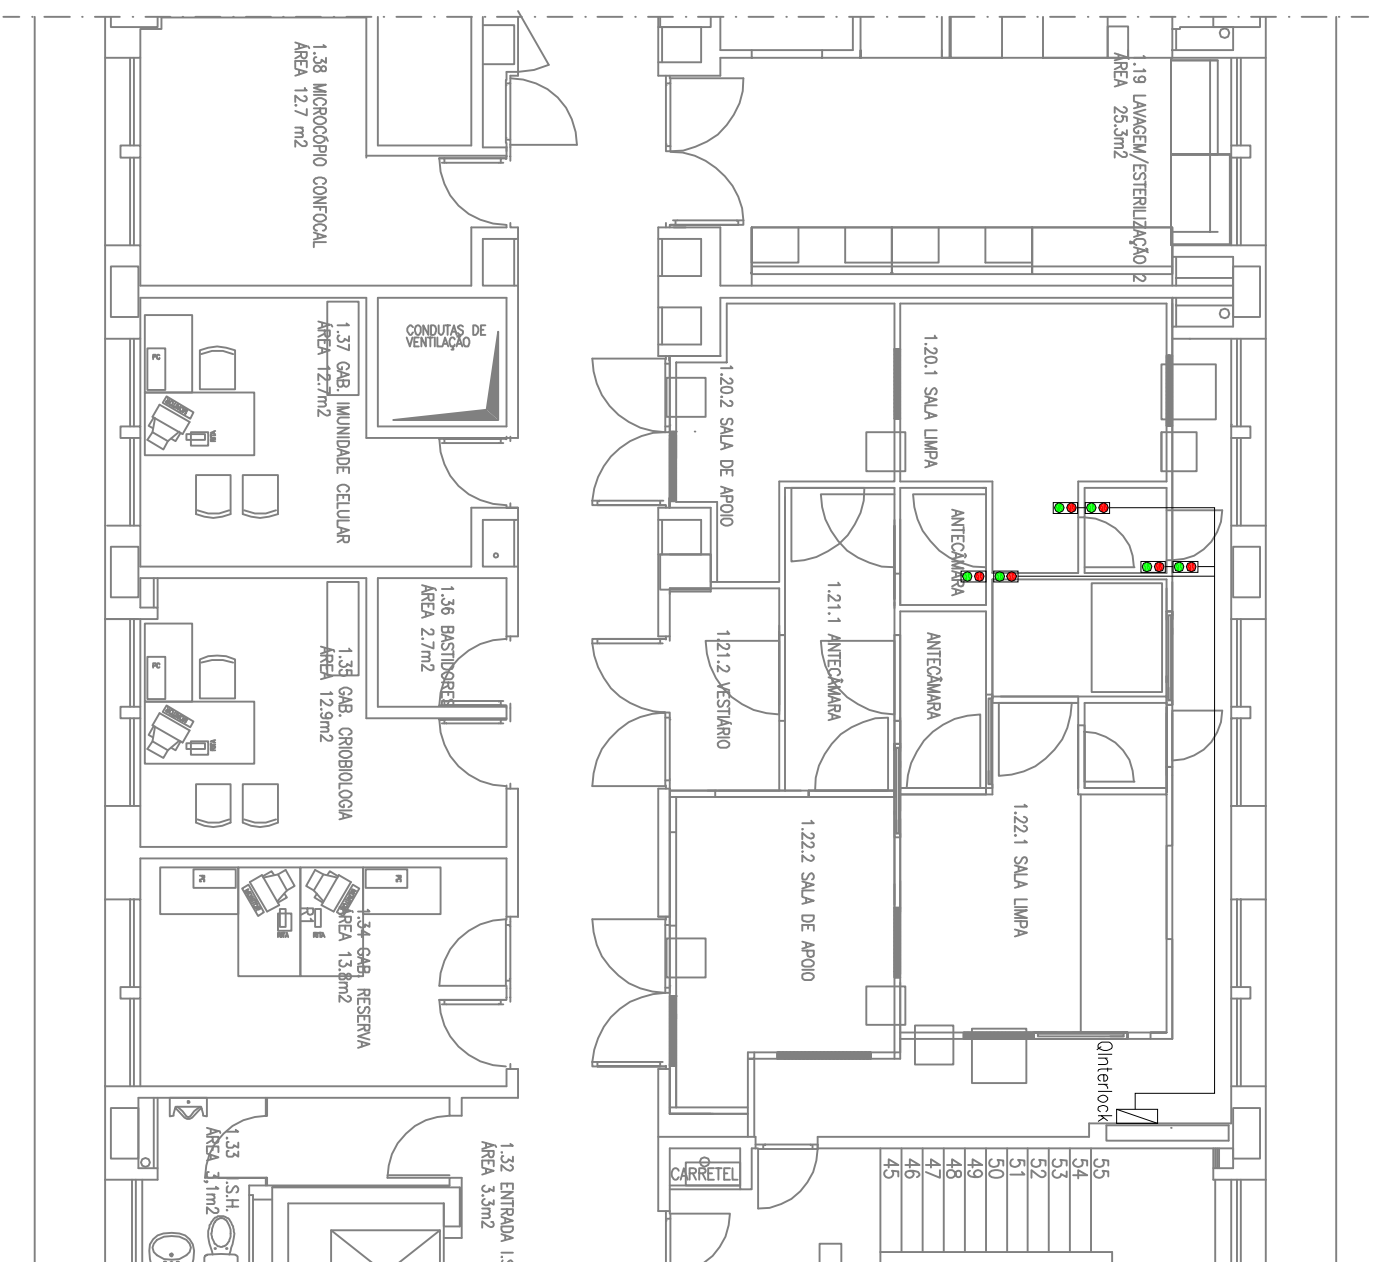 1.38 MICROCÓPIO CONFOCAL
ÁREA 12.7 m2
1.19 LAVAGEM/ESTERILIZAÇÃO 2
ÁREA 25.3m2
1.37 GAB. IMUNIDADE CELULAR
ÁREA 12.7m2
CONDUTAS DE
VENTILAÇÃO
1.20.2 SALA DE APOIO
1.20.1 SALA LIMPA
ANTECÂMARA
1.21.1 ANTECÂMARA
ANTECÂMARA
1.21.2 VESTIÁRIO
1.36 BASTIDORES
ÁREA 2.7m2
1.35 GAB. CRIOBIOLOGIA
ÁREA 12.9m2
1.22.2 SALA DE APOIO
1.22.1 SALA LIMPA
1.34 GAB. RESERVA
ÁREA 13.8m2
QInterlock
1.33 I.S.H.
ÁREA 3,1m2
1.32 ENTRADA I.S
ÁREA 3.3m2
CARRETEL
45
46
47
48
49
50
51
52
53
54
55
PC
PC
PC
PC